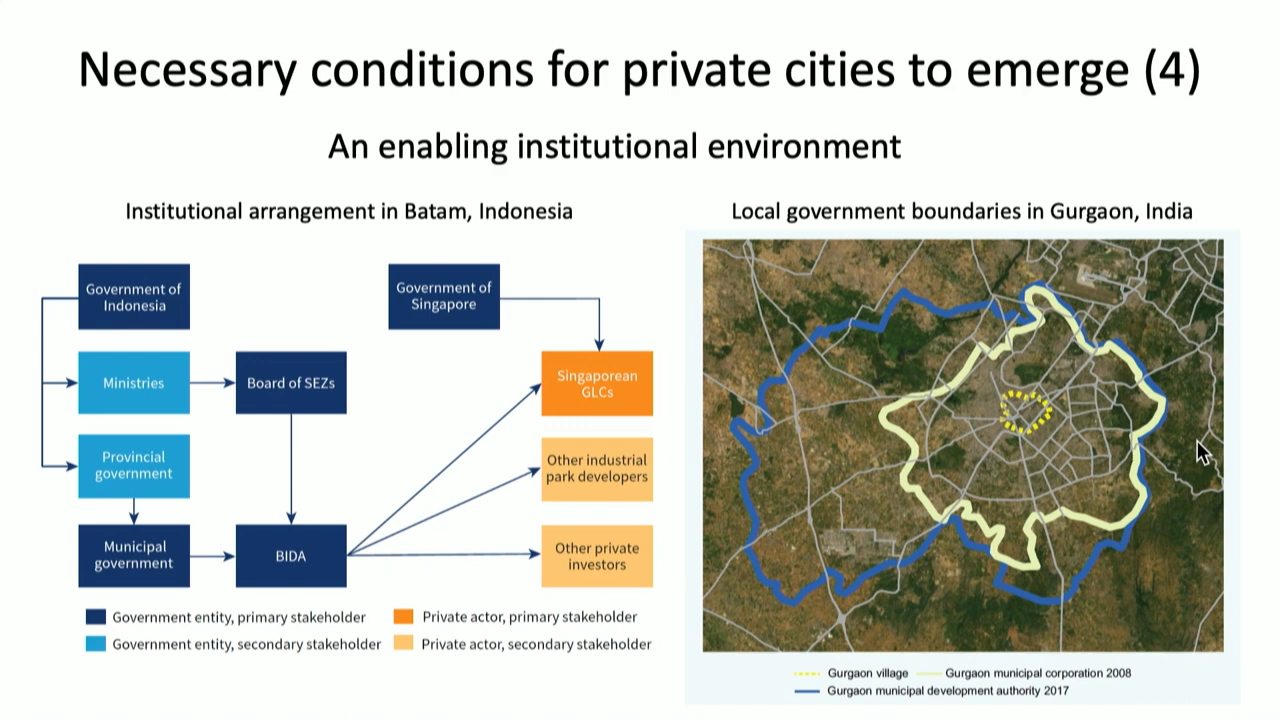 Necessary conditions for private cities to emerge (4)
An enabling institutional environment
Institutional arrangement in Batam, Indonesia
Government of
Indonesia
Government of
Singapore
Ministries
Board of SEZs
Singaporean
GLCs
Provincial
government
Other industrial
park developers
Municipal
government
BIDA
Other private
investors
Government entity, primary stakeholder
Private actor, primary stakeholder
Government entity, secondary stakeholder
Private actor, secondary stakeholder
Local government boundaries in Gurgaon, India
Gurgaon village
Gurgaon municipal corporation 2008
Gurgaon municipal development authority 2017